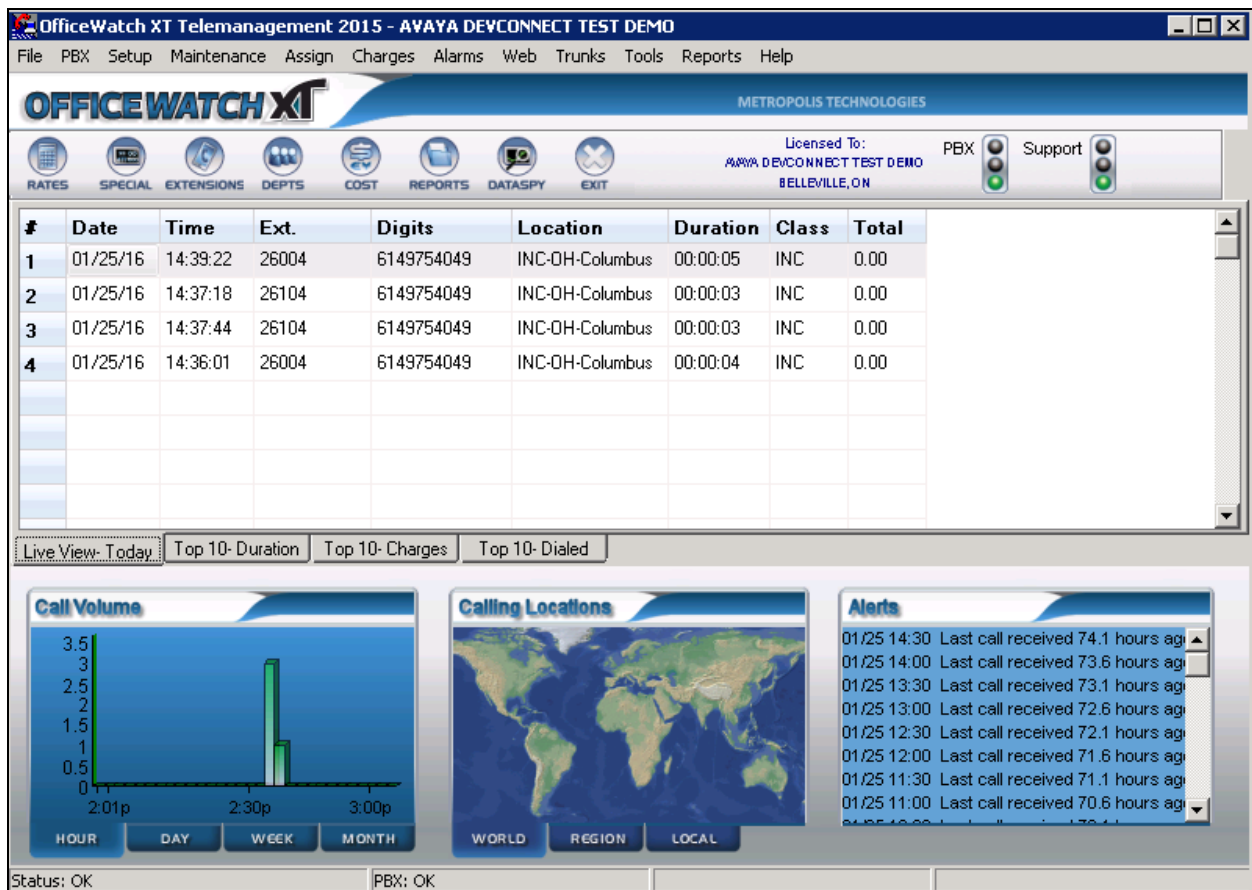 OfficeWatch XT Telemanagement 2015 - AVAYA DEVCONNECT TEST DEMO
File PBX Setup Maintenance Assign Charges Alarms Web Trunks Tools Reports Help
OFFICEWATCH XT
METROPOLIS TECHNOLOGIES
RATES SPECIAL EXTENSIONS DEPTS COST REPORTS DATASPY EXIT
Licensed To:
AVAYA DEVCONNECT TEST DEMO
BELLEVILLE, ON
PBX Support
# Date Time Ext. Digits Location Duration Class Total
1 01/25/16 14:39:22 26004 6149754049 INC-OH-Columbus 00:00:05 INC 0.00
2 01/25/16 14:37:18 26104 6149754049 INC-OH-Columbus 00:00:03 INC 0.00
3 01/25/16 14:37:44 26104 6149754049 INC-OH-Columbus 00:00:03 INC 0.00
4 01/25/16 14:36:01 26004 6149754049 INC-OH-Columbus 00:00:04 INC 0.00
Live View- Today Top 10- Duration Top 10- Charges Top 10- Dialed
Call Volume
3.5
3
2.5
2
1.5
1
0.5
0
2:01p 2:30p 3:00p
HOUR DAY WEEK MONTH
Calling Locations
WORLD REGION LOCAL
Alerts
01/25 14:30 Last call received 74.1 hours ag
01/25 14:00 Last call received 73.6 hours ag
01/25 13:30 Last call received 73.1 hours ag
01/25 13:00 Last call received 72.6 hours ag
01/25 12:30 Last call received 72.1 hours ag
01/25 12:00 Last call received 71.6 hours ag
01/25 11:30 Last call received 71.1 hours ag
01/25 11:00 Last call received 70.6 hours ag
Status: OK PBX: OK